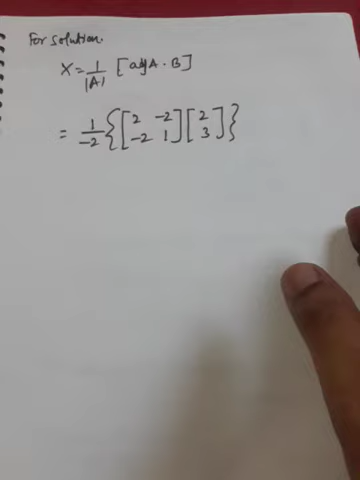 For solution.
X = 1/|A| [adjA · B]
= 1/-2 { [2 -2 -2 1] [2 3] }